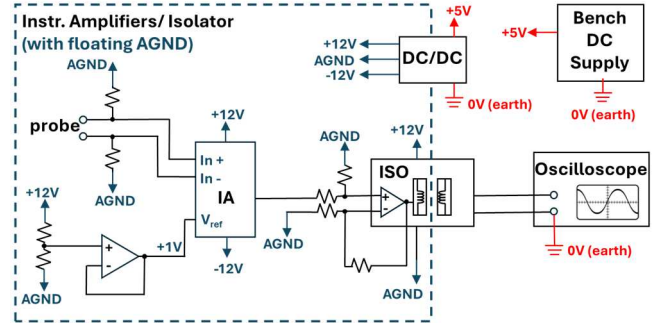 Instr. Amplifiers/ Isolator
(with floating AGND)
AGND
probe
AGND
+12V
In +
In -
IA
Vref
-12V
+12V
+
-
+1V
AGND
+12V
AGND
-12V
DC/DC
+5V
0V (earth)
+5V
Bench
DC
Supply
0V (earth)
AGND
+12V
ISO
+
-
AGND
AGND
Oscilloscope
0V (earth)